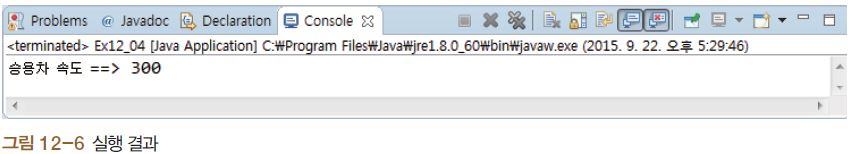 Problems @ Javadoc Declaration Console
<terminated> Ex12_04 [Java Application] C:₩Program Files₩Java₩jre1.8.0_60₩bin₩javaw.exe (2015. 9. 22. 오후 5:29:46)
승용차 속도 ==> 300
그림 12-6 실행 결과